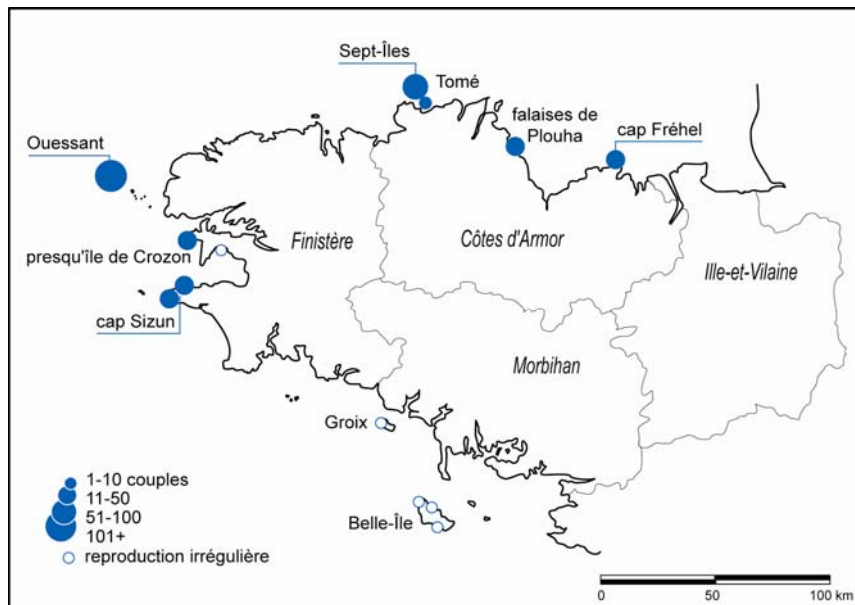 Sept-Îles
Tomé
falaises de
Plouha
cap Fréhel
Ouessant
Finistère
Côtes d'Armor
Ille-et-Vilaine
presqu'île de Crozon
cap Sizun
Morbihan
Groix
Belle-Île
1-10 couples
11-50
51-100
101+
reproduction irrégulière
0 50 100 km